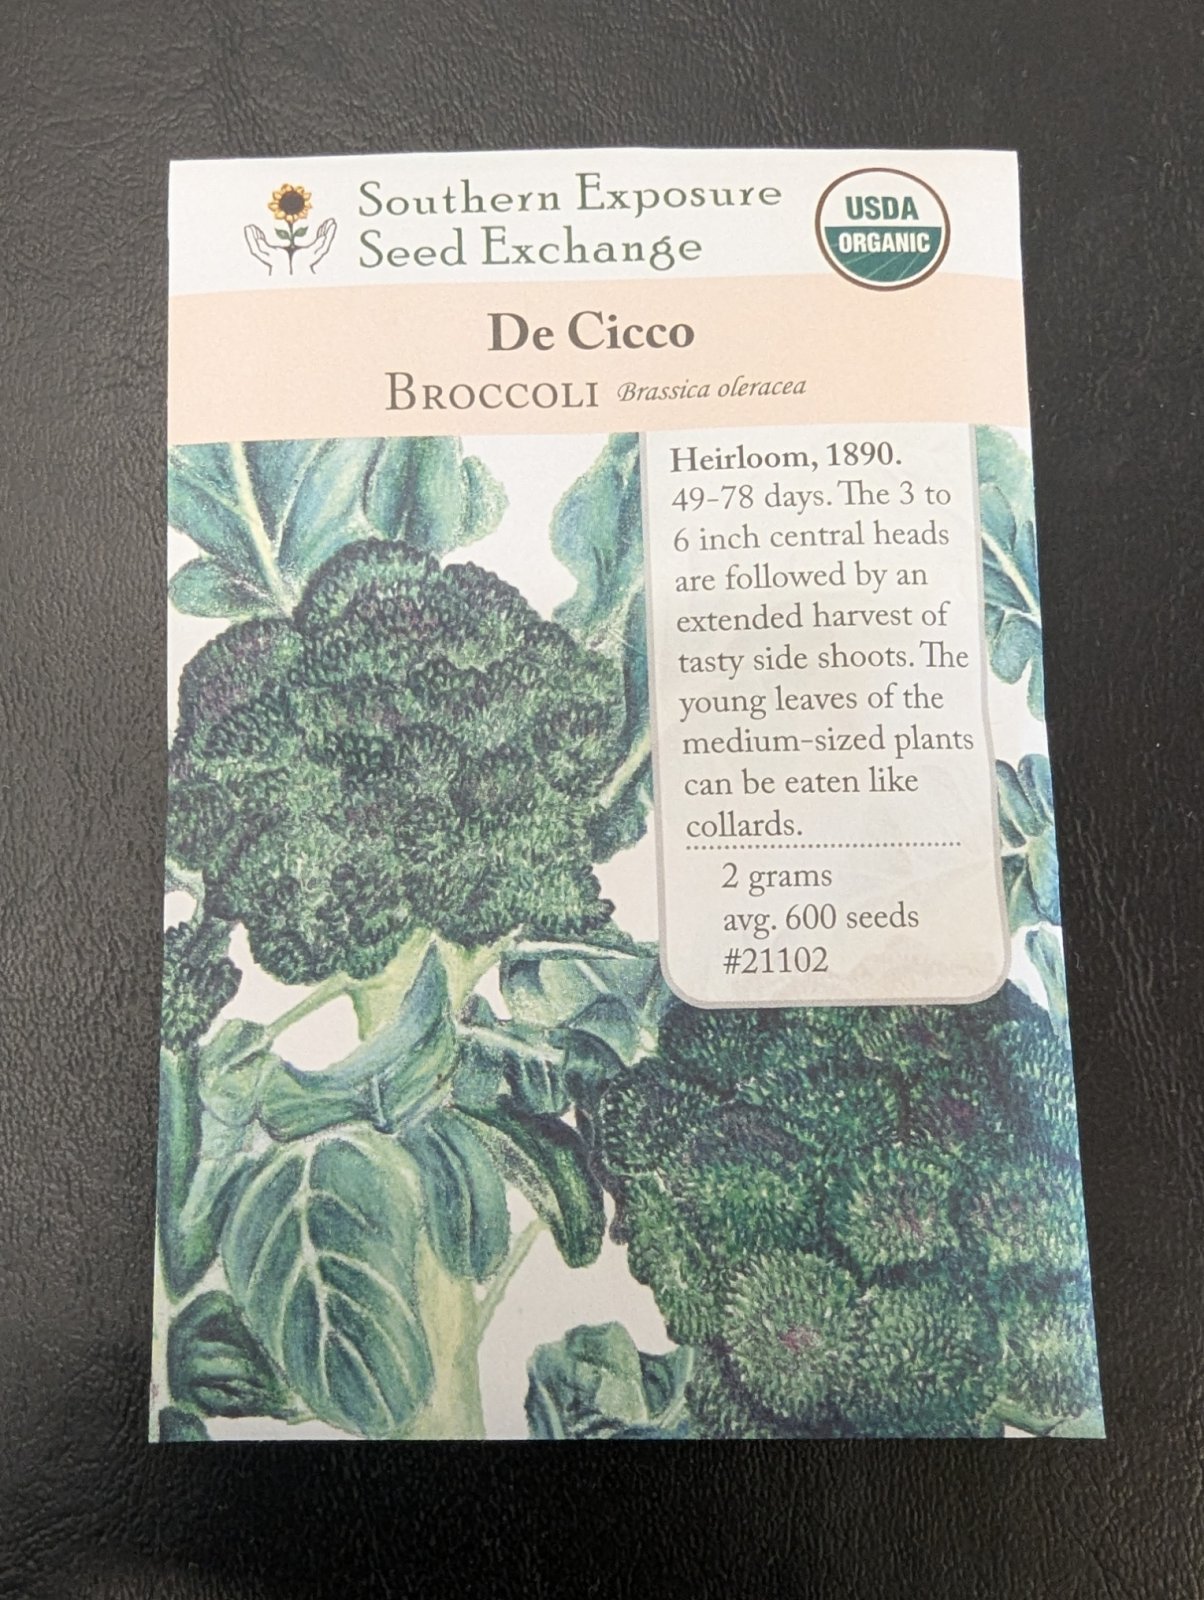 Southern Exposure
Seed Exchange
USDA
ORGANIC
De Cicco
BROCCOLI Brassica oleracea
Heirloom, 1890.
49-78 days. The 3 to
6 inch central heads
are followed by an
extended harvest of
tasty side shoots. The
young leaves of the
medium-sized plants
can be eaten like
collards.
2 grams
avg. 600 seeds
#21102